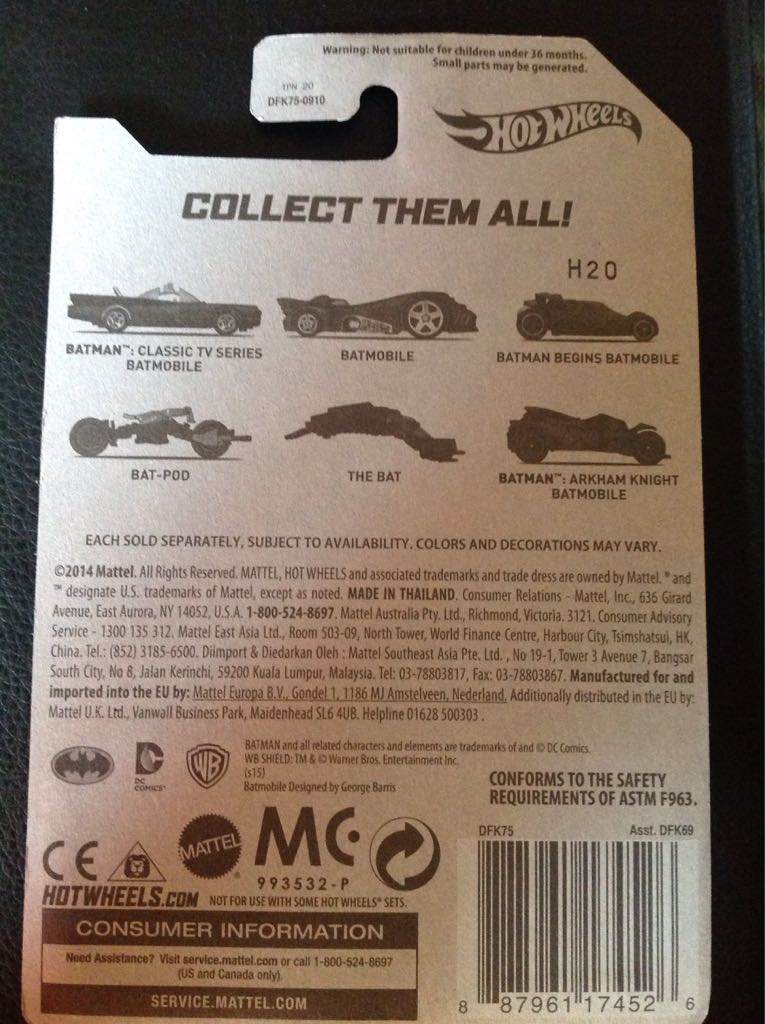 Warning: Not suitable for children under 36 months.
Small parts may be generated.
1PN 20
DFK75-0910
HOT WHEELS
COLLECT THEM ALL!
H20
BATMAN™: CLASSIC TV SERIES
BATMOBILE
BATMOBILE
BATMAN BEGINS BATMOBILE
BAT-POD
THE BAT
BATMAN™: ARKHAM KNIGHT
BATMOBILE
EACH SOLD SEPARATELY, SUBJECT TO AVAILABILITY. COLORS AND DECORATIONS MAY VARY.
©2014 Mattel. All Rights Reserved. MATTEL, HOT WHEELS and associated trademarks and trade dress are owned by Mattel. ® and
™ designate U.S. trademarks of Mattel, except as noted. MADE IN THAILAND. Consumer Relations - Mattel, Inc., 636 Girard
Avenue, East Aurora, NY 14052, U.S.A. 1-800-524-8697. Mattel Australia Pty. Ltd., Richmond, Victoria. 3121. Consumer Advisory
Service - 1300 135 312. Mattel East Asia Ltd., Room 503-09, North Tower, World Finance Centre, Harbour City, Tsimshatsui, HK,
China. Tel.: (852) 3185-6500. Diimport & Diedarkan Oleh : Mattel Southeast Asia Pte. Ltd. , No 19-1, Tower 3 Avenue 7, Bangsar
South City, No 8, Jalan Kerinchi, 59200 Kuala Lumpur, Malaysia. Tel: 03-78803817, Fax: 03-78803867. Manufactured for and
imported into the EU by: Mattel Europa B.V., Gondel 1, 1186 MJ Amstelveen, Nederland. Additionally distributed in the EU by:
Mattel U.K. Ltd., Vanwall Business Park, Maidenhead SL6 4UB. Helpline 01628 500303 .
DC
COMICS™
WB
BATMAN and all related characters and elements are trademarks of and © DC Comics.
WB SHIELD: TM & © Warner Bros. Entertainment Inc.
(s15)
Batmobile Designed by George Barris
CONFORMS TO THE SAFETY
REQUIREMENTS OF ASTM F963.
CE
MATTEL
MC
993532-P
HOTWHEELS.COM NOT FOR USE WITH SOME HOT WHEELS® SETS.
DFK75 Asst. DFK69
CONSUMER INFORMATION
Need Assistance? Visit service.mattel.com or call 1-800-524-8697
(US and Canada only).
SERVICE.MATTEL.COM
8 87961 17452 6